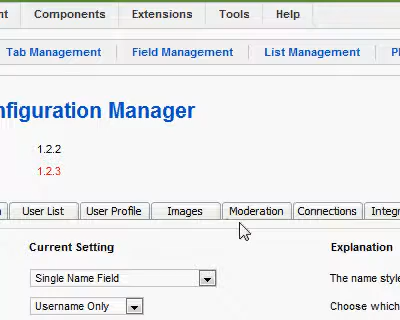 nt Components Extensions Tools Help
Tab Management Field Management List Management Pl
nfiguration Manager
1.2.2
1.2.3
User List User Profile Images Moderation Connections Integr
Current Setting Explanation
Single Name Field The name style
Username Only Choose which